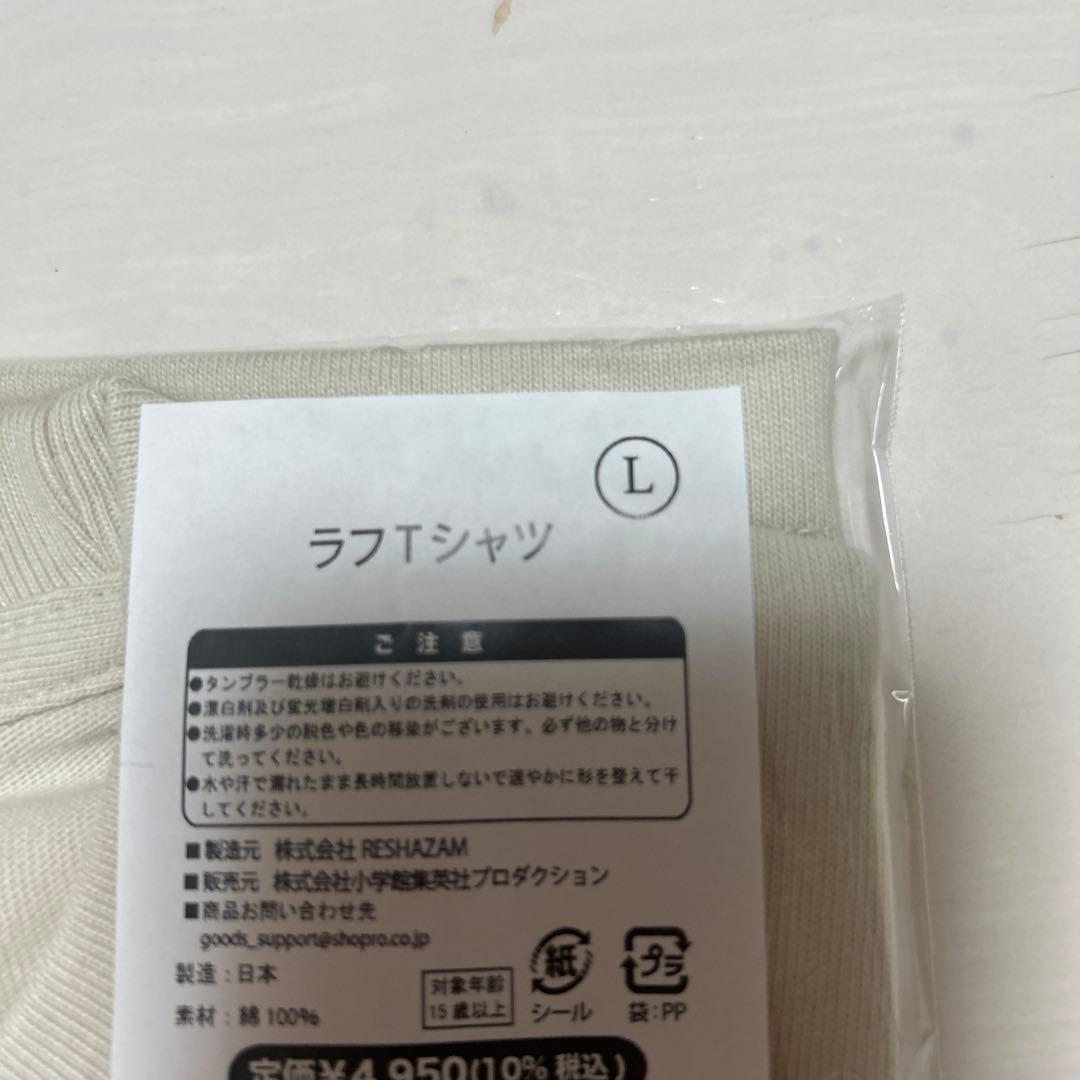 L
ラフTシャツ
ご注意
●タンブラー乾燥はお避けください。
●漂白剤及び蛍光増白剤入りの洗剤の使用はお避けください。
●洗濯時多少の脱色や色の移染がございます。必ず他の物と分け
て洗ってください。
●水や汗で濡れたまま長時間放置しないで速やかに形を整えて干
してください。
■製造元 株式会社 RESHAZAM
■販売元 株式会社小学館集英社プロダクション
■商品お問い合わせ先
goods_support@shopro.co.jp
製造：日本
素材：綿 100%
対象年齢
15歳以上
紙
シール
プラ
袋：PP
定価¥4,950(10%税込)